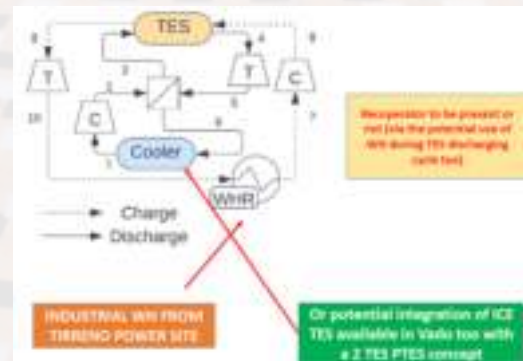 TES
T
T
C
C
10
Cooler
WHR
Charge
Discharge
Recuperator to be present or
not (via the potential use of
WH during TES discharging
cycle too)
INDUSTRIAL WH FROM
TIRRENO POWER SITE
Or potential integration of ICE
TES available in Vado too with
a 2 TES PTES concept